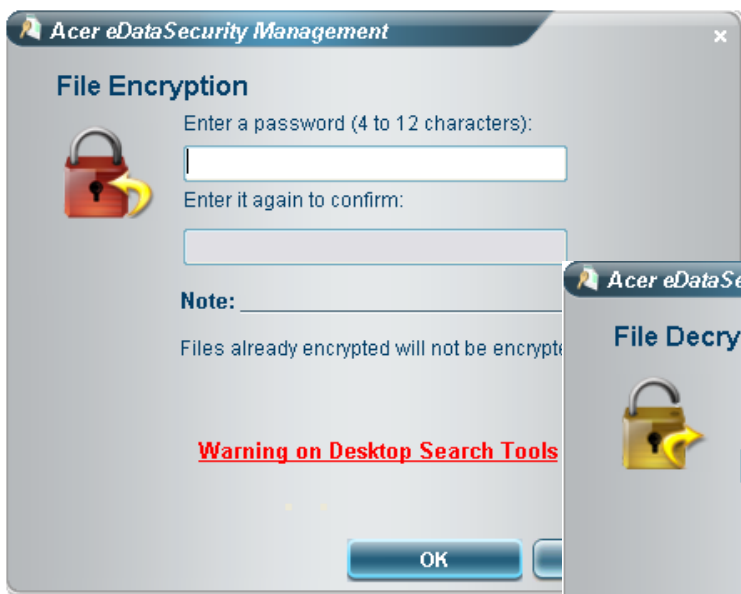 Acer eDataSecurity Management
File Encryption
Enter a password (4 to 12 characters):
Enter it again to confirm:
Note:
Files already encrypted will not be encrypte
Warning on Desktop Search Tools
OK
Acer eDataSe
File Decry